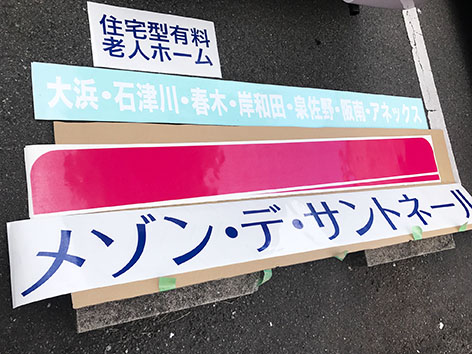 住宅型有料
老人ホーム
大浜・石津川・春木・岸和田・泉佐野・阪南・アネックス
メゾン・デ・サントネール